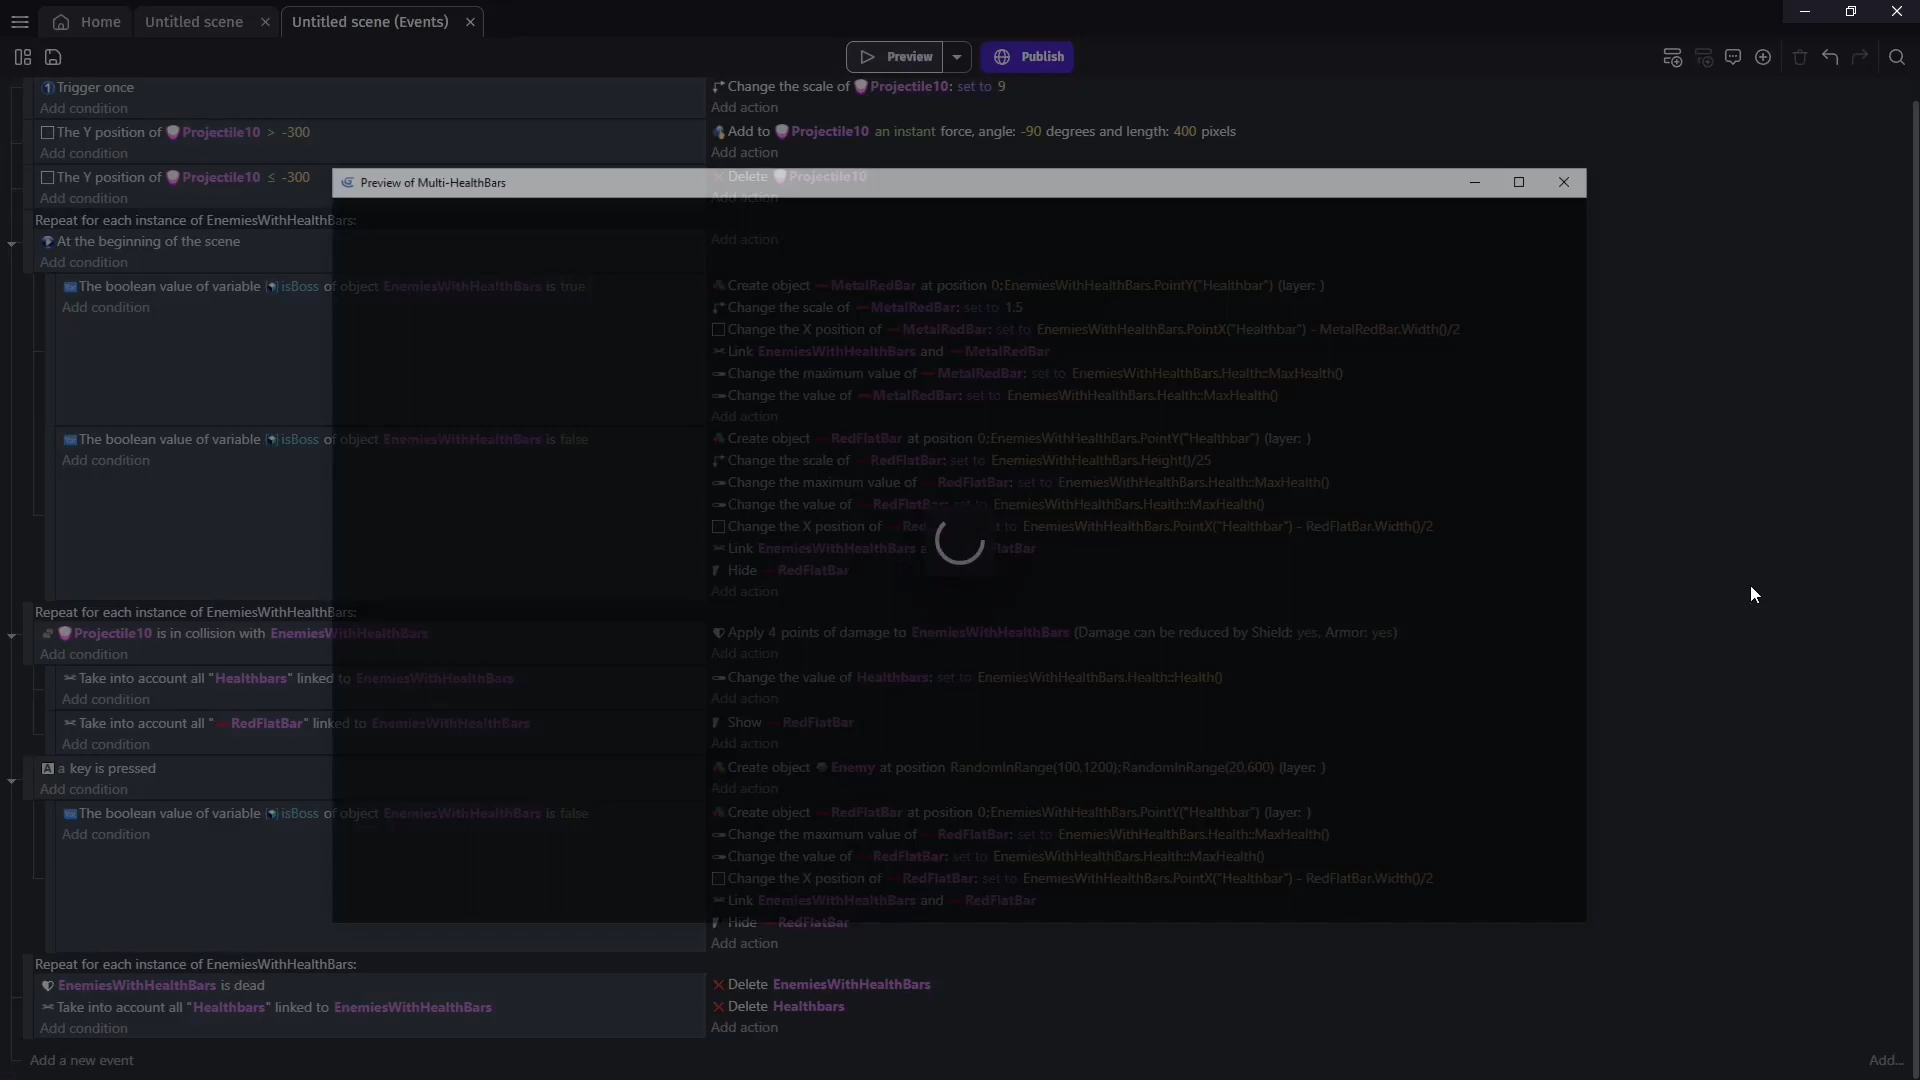 Home
Untitled scene
Untitled scene (Events)
Preview
Publish
Trigger once
Add condition
Change the scale of Projectile10: set to 9
Add action
The Y position of Projectile10 > -300
Add condition
Add to Projectile10 an instant force, angle: -90 degrees and length: 400 pixels
Add action
The Y position of Projectile10 ≤ -300
Add condition
Delete Projectile10
Add action
Preview of Multi-HealthBars
Repeat for each instance of EnemiesWithHealthBars:
At the beginning of the scene
Add condition
Add action
The boolean value of variable isBoss of object EnemiesWithHealthBars is true
Add condition
Create object MetalRedBar at position 0;EnemiesWithHealthBars.PointY("Healthbar") (layer: )
Change the scale of MetalRedBar: set to 1.5
Change the X position of MetalRedBar: set to EnemiesWithHealthBars.PointX("Healthbar") - MetalRedBar.Width()/2
Link EnemiesWithHealthBars and MetalRedBar
Change the maximum value of MetalRedBar: set to EnemiesWithHealthBars.Health::MaxHealth()
Change the value of MetalRedBar: set to EnemiesWithHealthBars.Health::MaxHealth()
Add action
The boolean value of variable isBoss of object EnemiesWithHealthBars is false
Add condition
Create object RedFlatBar at position 0;EnemiesWithHealthBars.PointY("Healthbar") (layer: )
Change the scale of RedFlatBar: set to EnemiesWithHealthBars.Height()/25
Change the maximum value of RedFlatBar: set to EnemiesWithHealthBars.Health::MaxHealth()
Change the value of RedFlatBar: set to EnemiesWithHealthBars.Health::MaxHealth()
Change the X position of Red to EnemiesWithHealthBars.PointX("Healthbar") - RedFlatBar.Width()/2
Link EnemiesWithHealthBars a latBar
Hide RedFlatBar
Add action
Repeat for each instance of EnemiesWithHealthBars:
Projectile10 is in collision with EnemiesWithHealthBars
Add condition
Apply 4 points of damage to EnemiesWithHealthBars (Damage can be reduced by Shield: yes, Armor: yes)
Add action
Take into account all "Healthbars" linked to EnemiesWithHealthBars
Add condition
Change the value of Healthbars: set to EnemiesWithHealthBars.Health::Health()
Add action
Take into account all "RedFlatBar" linked to EnemiesWithHealthBars
Add condition
Show RedFlatBar
Add action
A a key is pressed
Add condition
Create object Enemy at position RandomInRange(100,1200);RandomInRange(20,600) (layer: )
Add action
The boolean value of variable isBoss of object EnemiesWithHealthBars is false
Add condition
Create object RedFlatBar at position 0;EnemiesWithHealthBars.PointY("Healthbar") (layer: )
Change the maximum value of RedFlatBar: set to EnemiesWithHealthBars.Health::MaxHealth()
Change the value of RedFlatBar: set to EnemiesWithHealthBars.Health::MaxHealth()
Change the X position of RedFlatBar: set to EnemiesWithHealthBars.PointX("Healthbar") - RedFlatBar.Width()/2
Link EnemiesWithHealthBars and RedFlatBar
Hide RedFlatBar
Add action
Repeat for each instance of EnemiesWithHealthBars:
EnemiesWithHealthBars is dead
Take into account all "Healthbars" linked to EnemiesWithHealthBars
Add condition
Delete EnemiesWithHealthBars
Delete Healthbars
Add action
Add a new event
Add...